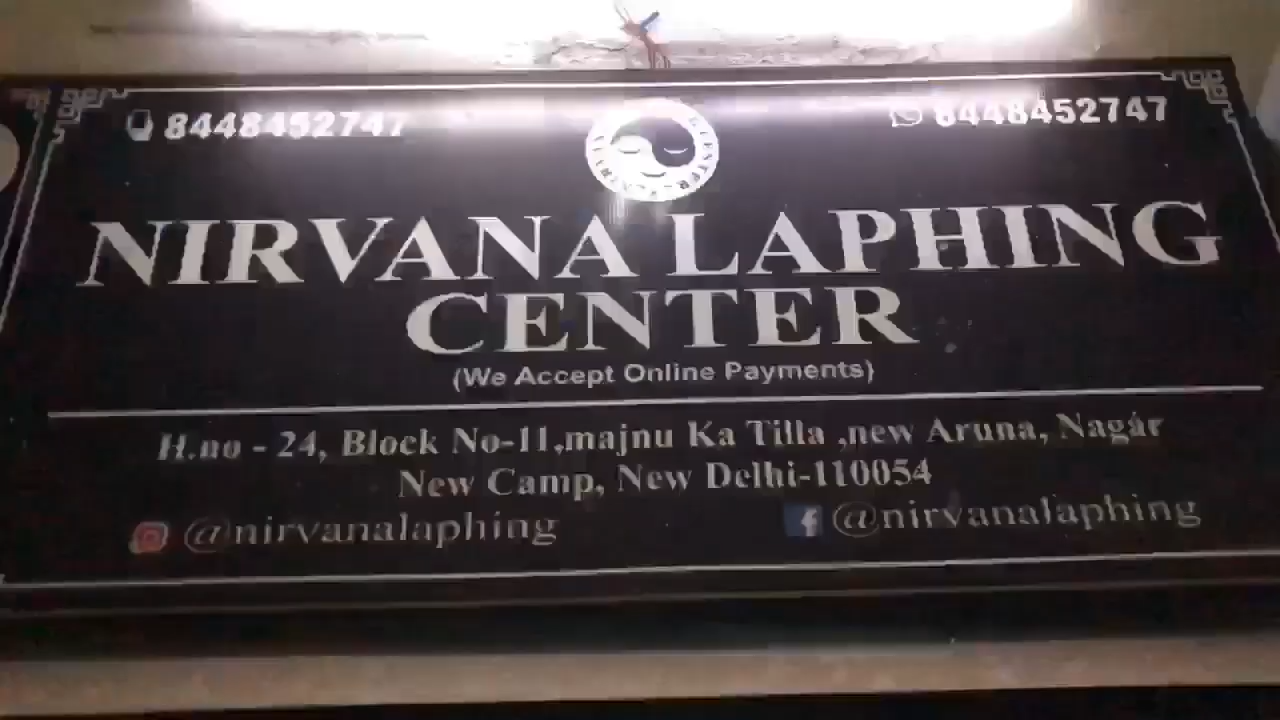 8448452747
8448452747
NIRVANA LAPHING
CENTER
(We Accept Online Payments)
H.no - 24, Block No-11,majnu Ka Tilla ,new Aruna, Nagar
New Camp, New Delhi-110054
@nirvanalaphing
@nirvanalaphing